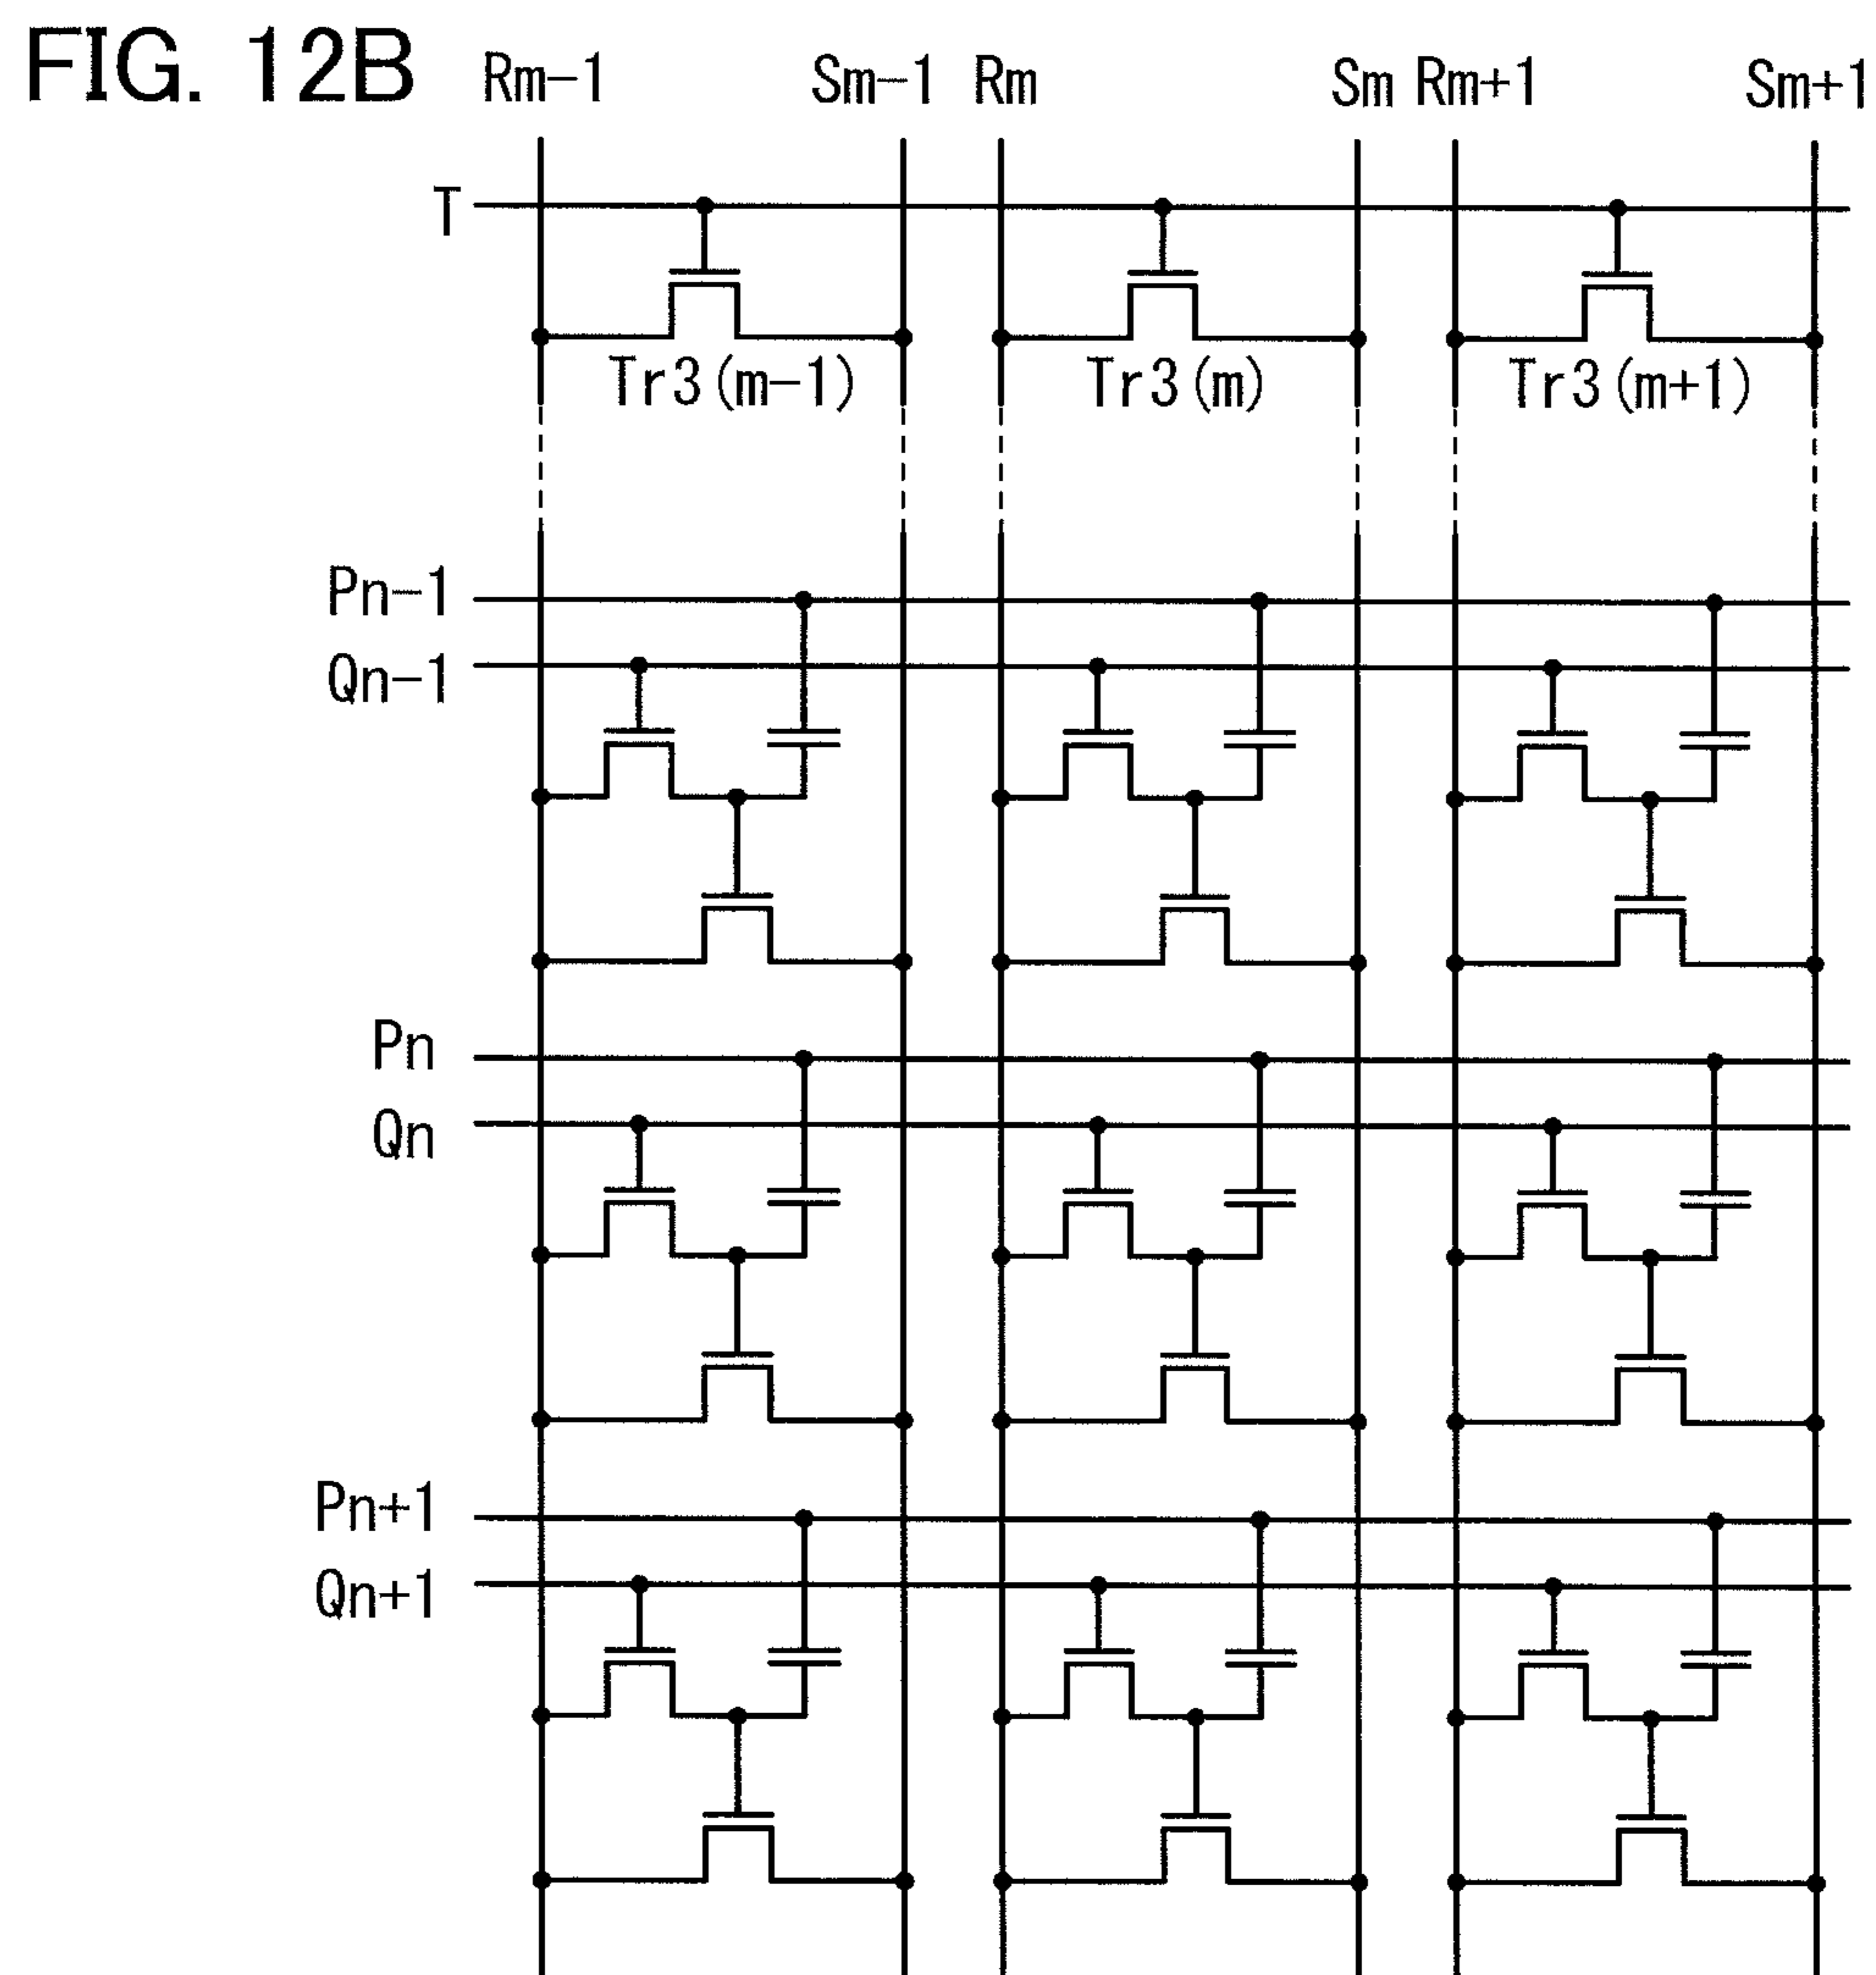 FIG. 12B
Rm-1 Sm-1 Rm Sm Rm+1 Sm+1
T
Tr3(m-1) Tr3(m) Tr3(m+1)
Pn-1
Qn-1
Pn
Qn
Pn+1
Qn+1